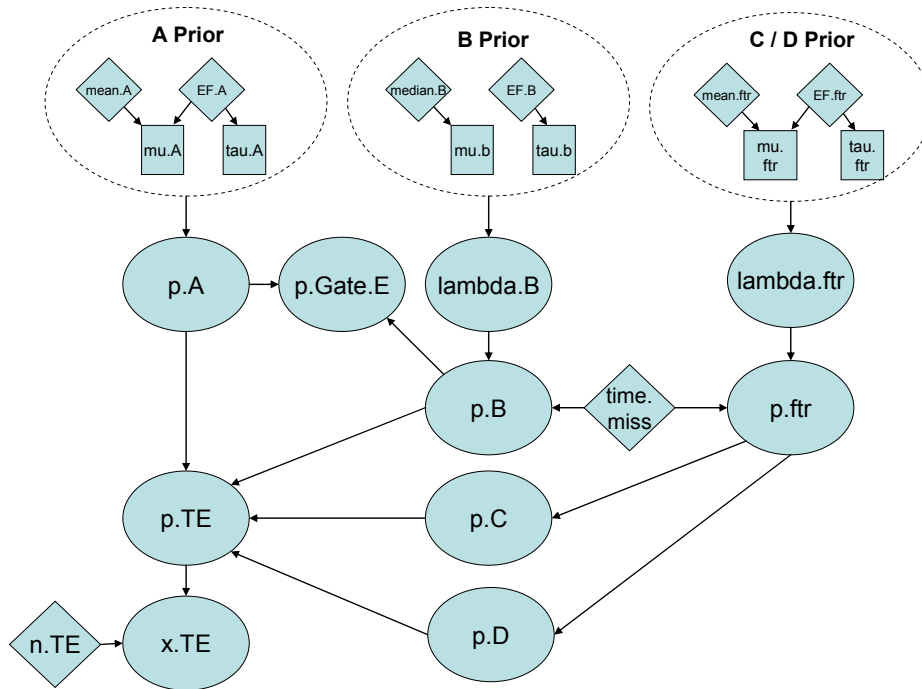 A Prior
B Prior
C / D Prior
mean.A
EF.A
median.B
EF.B
mean.ftr
EF.ftr
mu.A
tau.A
mu.b
tau.b
mu.
ftr
tau.
ftr
p.A
p.Gate.E
lambda.B
lambda.ftr
p.B
time.
miss
p.ftr
p.TE
p.C
n.TE
x.TE
p.D